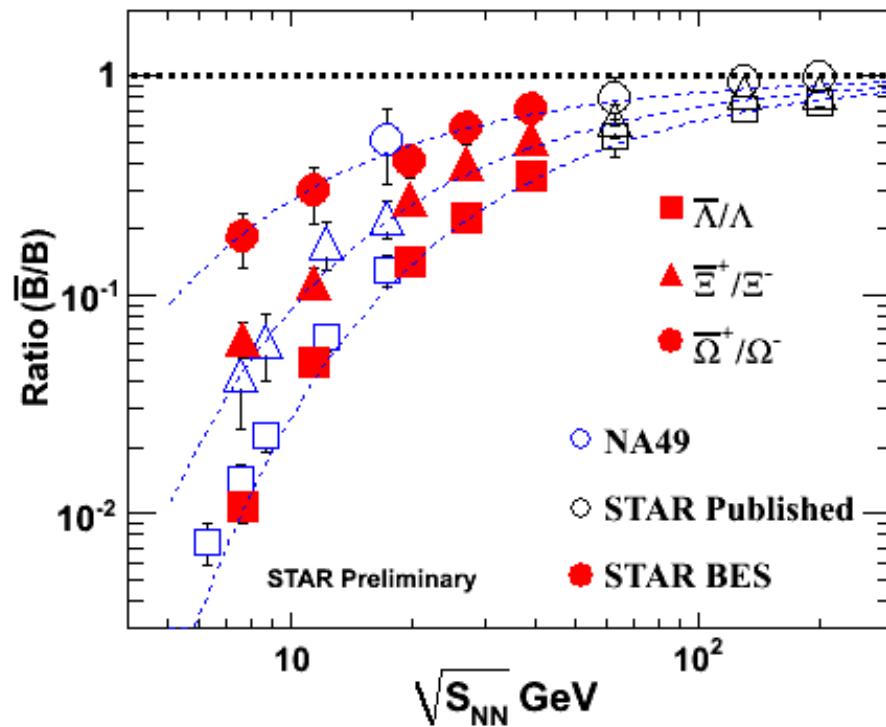 Ratio (B̅/B)
1
10⁻¹
10⁻²
Λ̅/Λ
Ξ̅⁺/Ξ⁻
Ω̅⁺/Ω⁻
NA49
STAR Published
STAR BES
STAR Preliminary
10
10²
√S_NN GeV